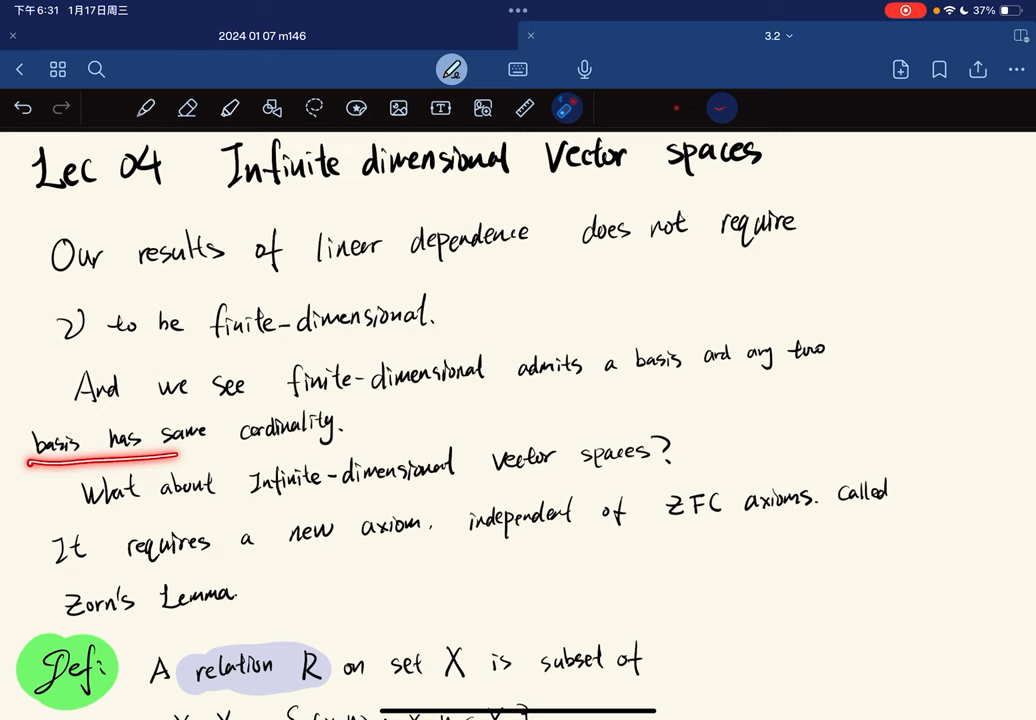 下午6:31 1月17日周三
37%
2024 01 07 m146
3.2
Lec 04 Infinite dimensional Vector spaces
Our results of linear dependence does not require
V to be finite-dimensional.
And we see finite-dimensional admits a basis and any two
basis has same cardinality.
What about Infinite-dimensional vector spaces?
It requires a new axiom, independent of ZFC axioms. Called
Zorn's Lemma.
Def: A relation R on set X is subset of